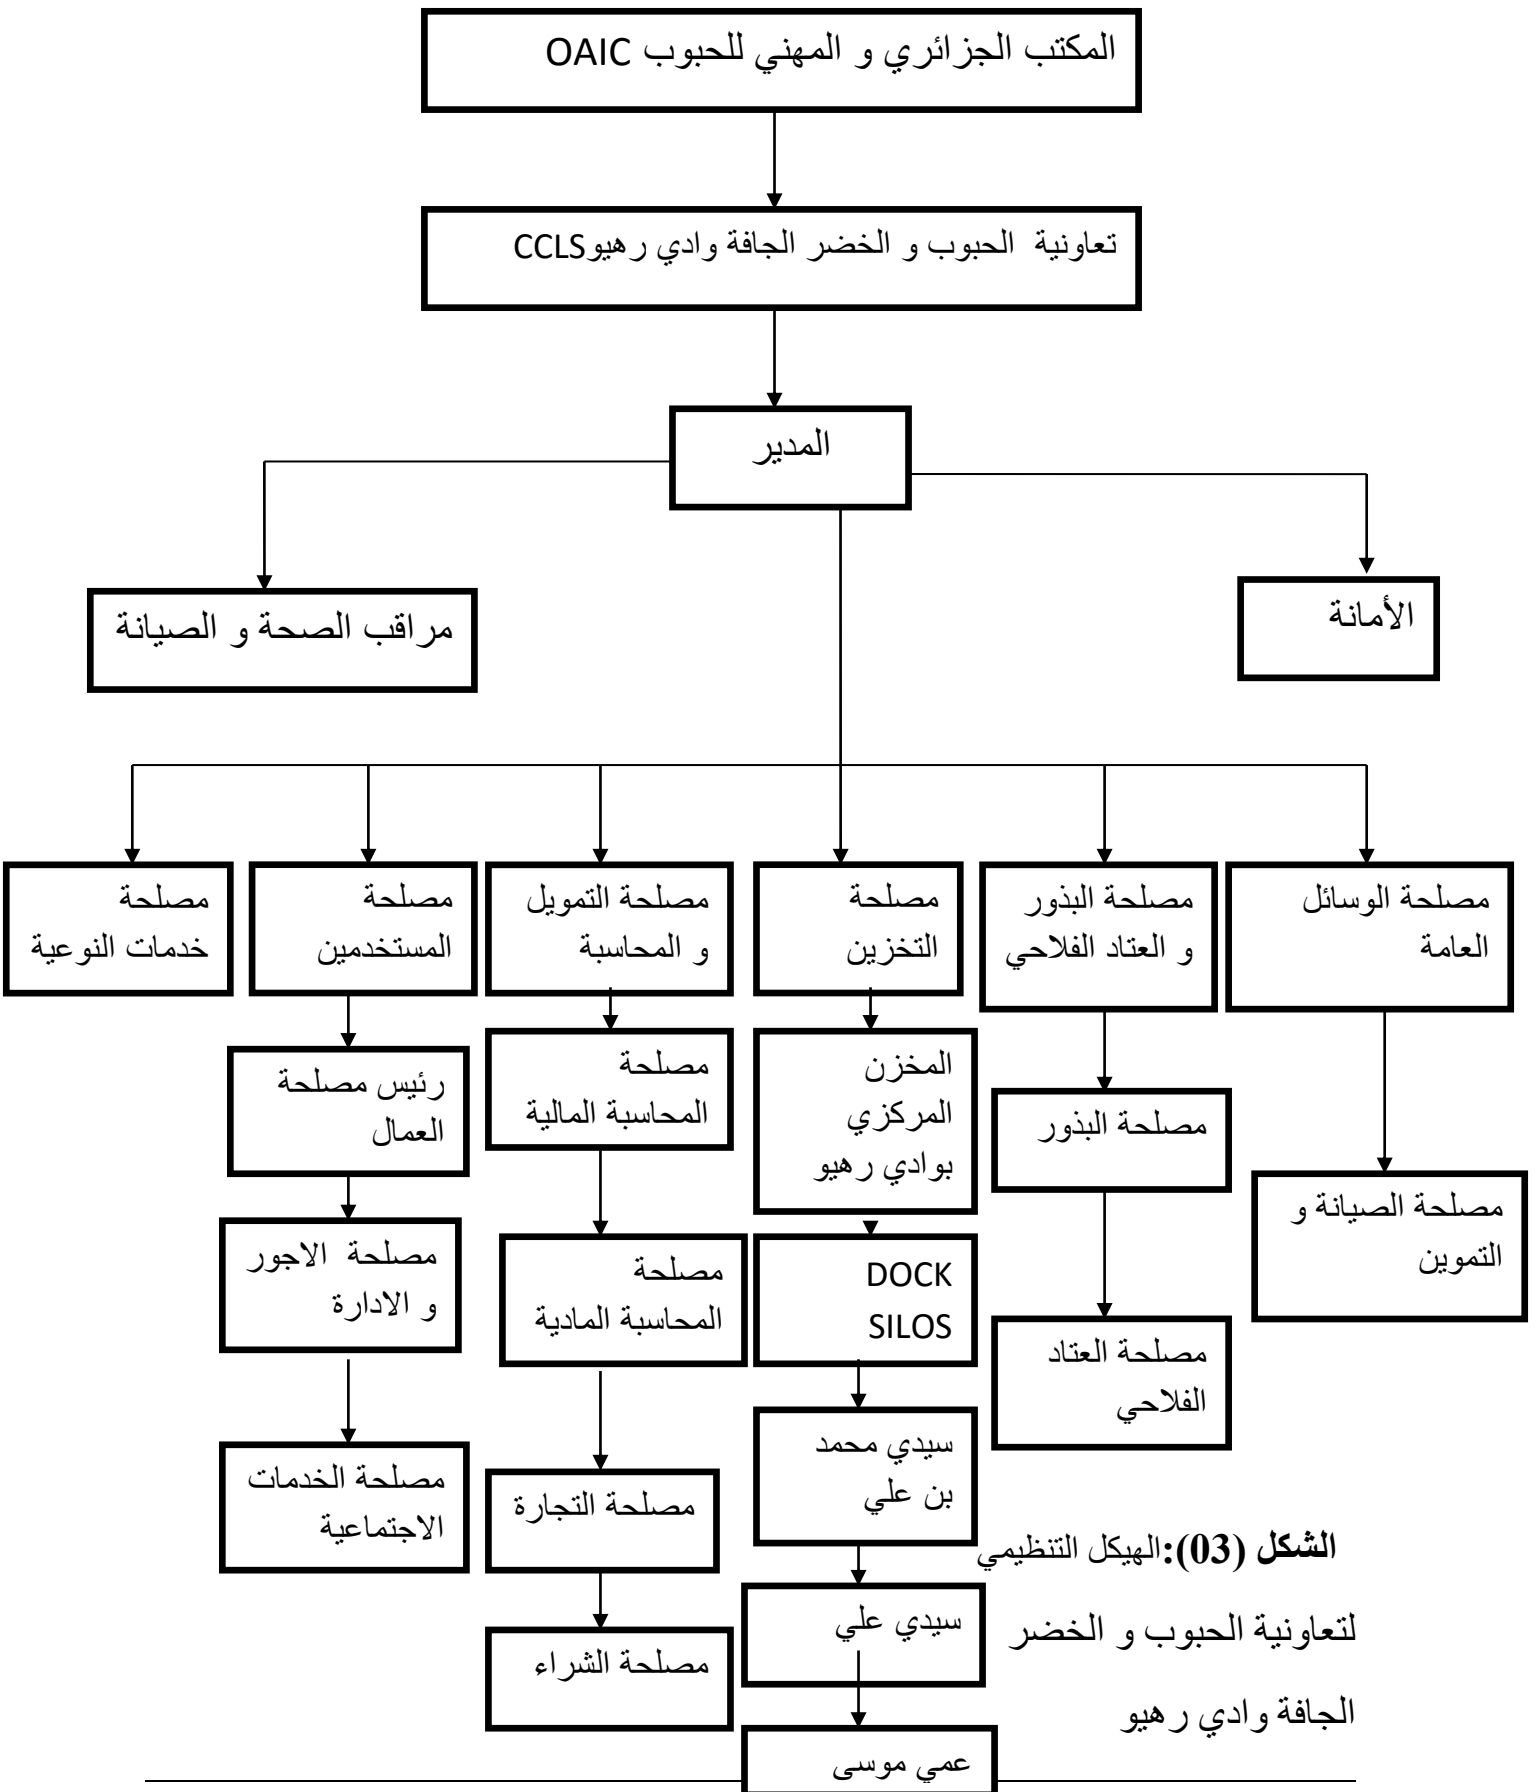 المكتب الجزائري و المهني للحبوب OAIC
تعاونية الحبوب و الخضر الجافة وادي رهيوCCLS
المدير
الأمانة
مراقب الصحة و الصيانة
مصلحة الوسائل
العامة
مصلحة البذور
و العتاد الفلاحي
مصلحة
التخزين
مصلحة التمويل
و المحاسبة
مصلحة
المستخدمين
مصلحة
خدمات النوعية
مصلحة الصيانة و
التموين
مصلحة البذور
مصلحة العتاد
الفلاحي
المخزن
المركزي
بوادي رهيو
DOCK
SILOS
سيدي محمد
بن علي
سيدي علي
عمي موسى
مصلحة
المحاسبة المالية
مصلحة
المحاسبة المادية
مصلحة التجارة
مصلحة الشراء
رئيس مصلحة
العمال
مصلحة الاجور
و الادارة
مصلحة الخدمات
الاجتماعية
الشكل (03):الهيكل التنظيمي
لتعاونية الحبوب و الخضر
الجافة وادي رهيو